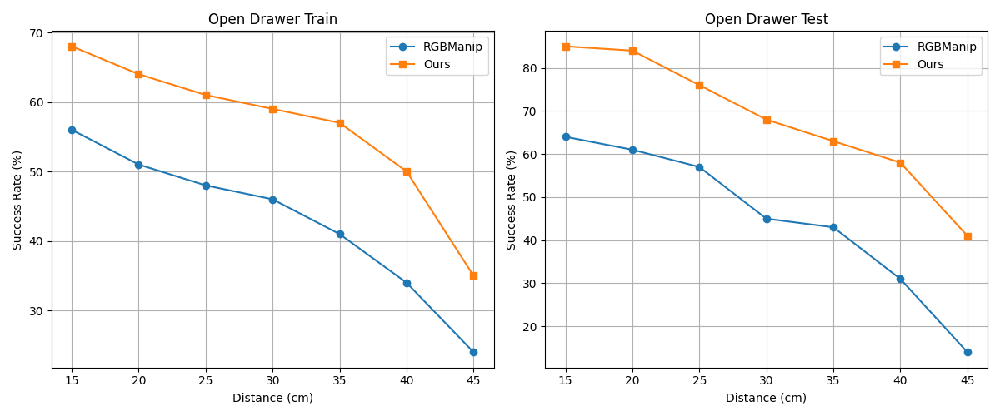 Open Drawer Train
RGBManip
Ours
70
60
50
40
30
Success Rate (%)
15 20 25 30 35 40 45
Distance (cm)
Open Drawer Test
RGBManip
Ours
80
70
60
50
40
30
20
Success Rate (%)
15 20 25 30 35 40 45
Distance (cm)